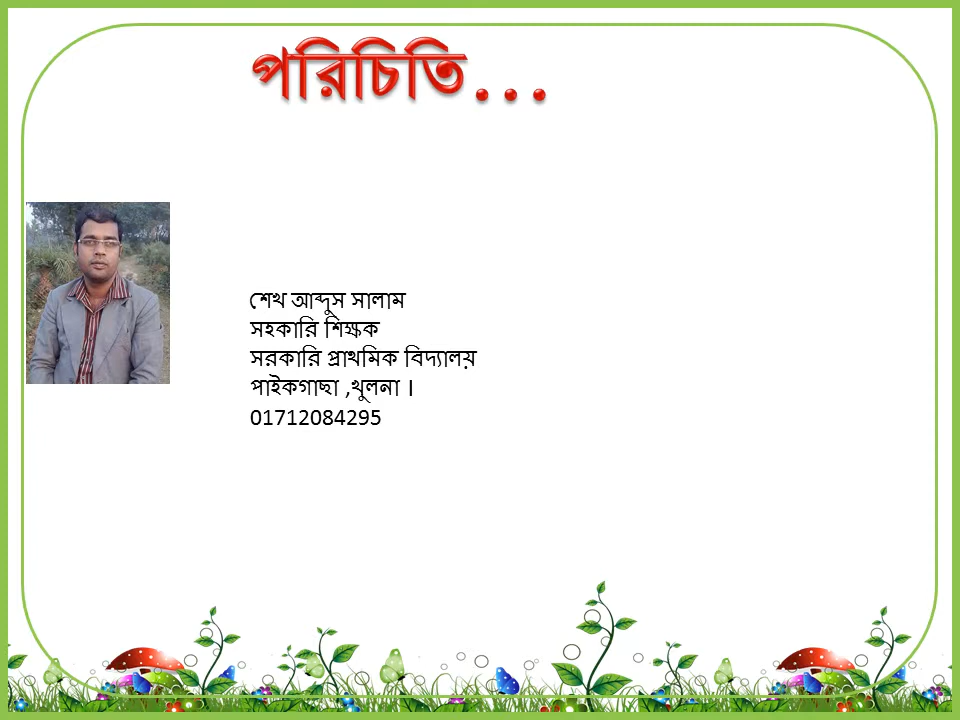 পরিচিতি...
শেখ আব্দুস সালাম
সহকারি শিক্ষক
সরকারি প্রাথমিক বিদ্যালয়
পাইকগাছা ,খুলনা ।
01712084295